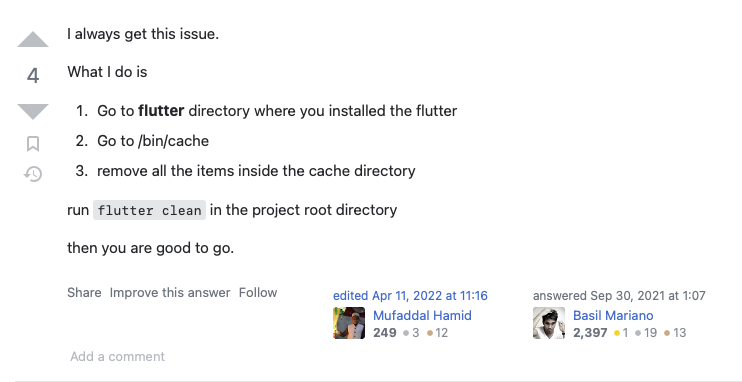 I always get this issue.
4
What I do is
1. Go to flutter directory where you installed the flutter
2. Go to /bin/cache
3. remove all the items inside the cache directory
run flutter clean in the project root directory
then you are good to go.
Share Improve this answer Follow
edited Apr 11, 2022 at 11:16
Mufaddal Hamid
249 3 12
answered Sep 30, 2021 at 1:07
Basil Mariano
2,397 1 19 13
Add a comment